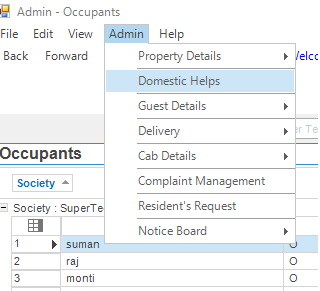 Admin - Occupants
File Edit View Admin Help
Back Forward
Property Details
Domestic Helps
Guest Details
Delivery
Cab Details
Complaint Management
Resident's Request
Notice Board
Occupants
Society
Society : SuperTec
1 suman O
2 raj O
3 monti O